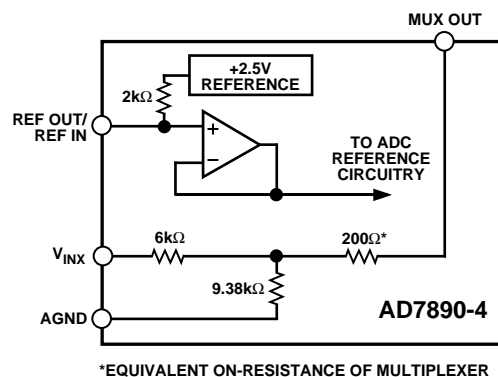 MUX OUT
+2.5V
REFERENCE
2kΩ
REF OUT/
REF IN
+
−
TO ADC
REFERENCE
CIRCUITRY
VINX
6kΩ
200Ω*
9.38kΩ
AGND
AD7890-4
*EQUIVALENT ON-RESISTANCE OF MULTIPLEXER